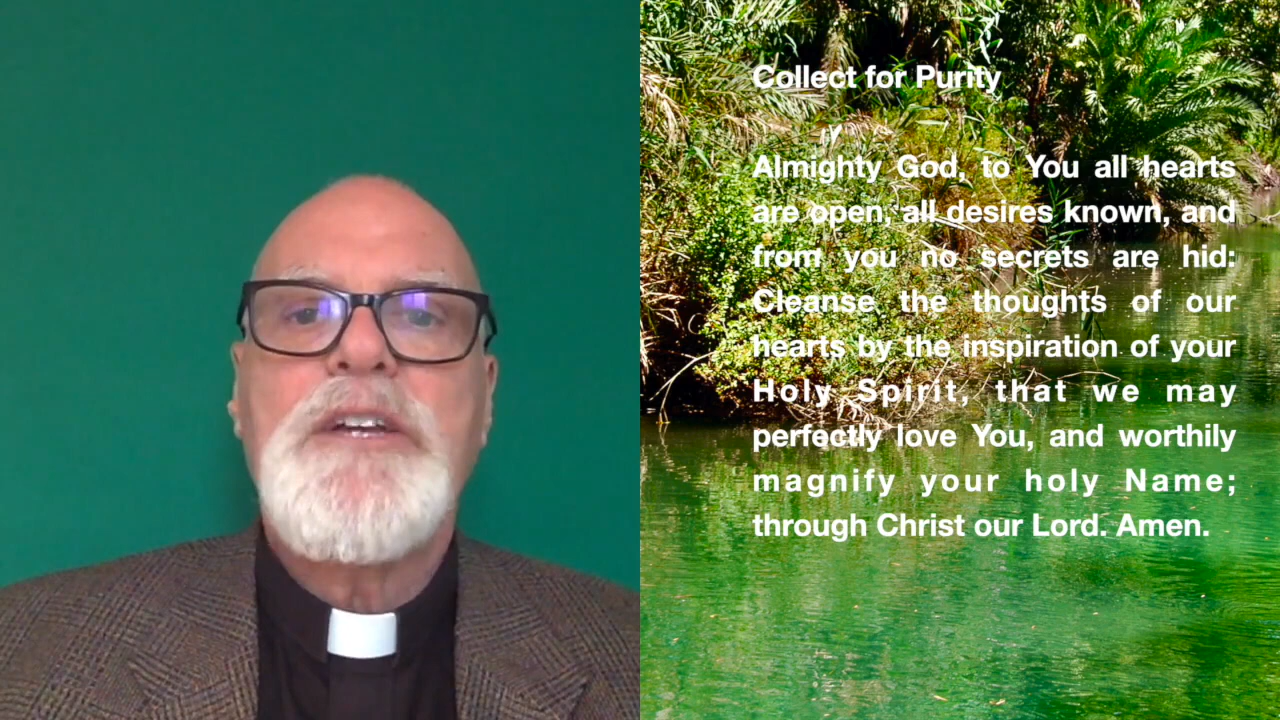 Collect for Purity
Almighty God, to You all hearts
are open, all desires known, and
from you no secrets are hid:
Cleanse the thoughts of our
hearts by the inspiration of your
Holy Spirit, that we may
perfectly love You, and worthily
magnify your holy Name;
through Christ our Lord. Amen.